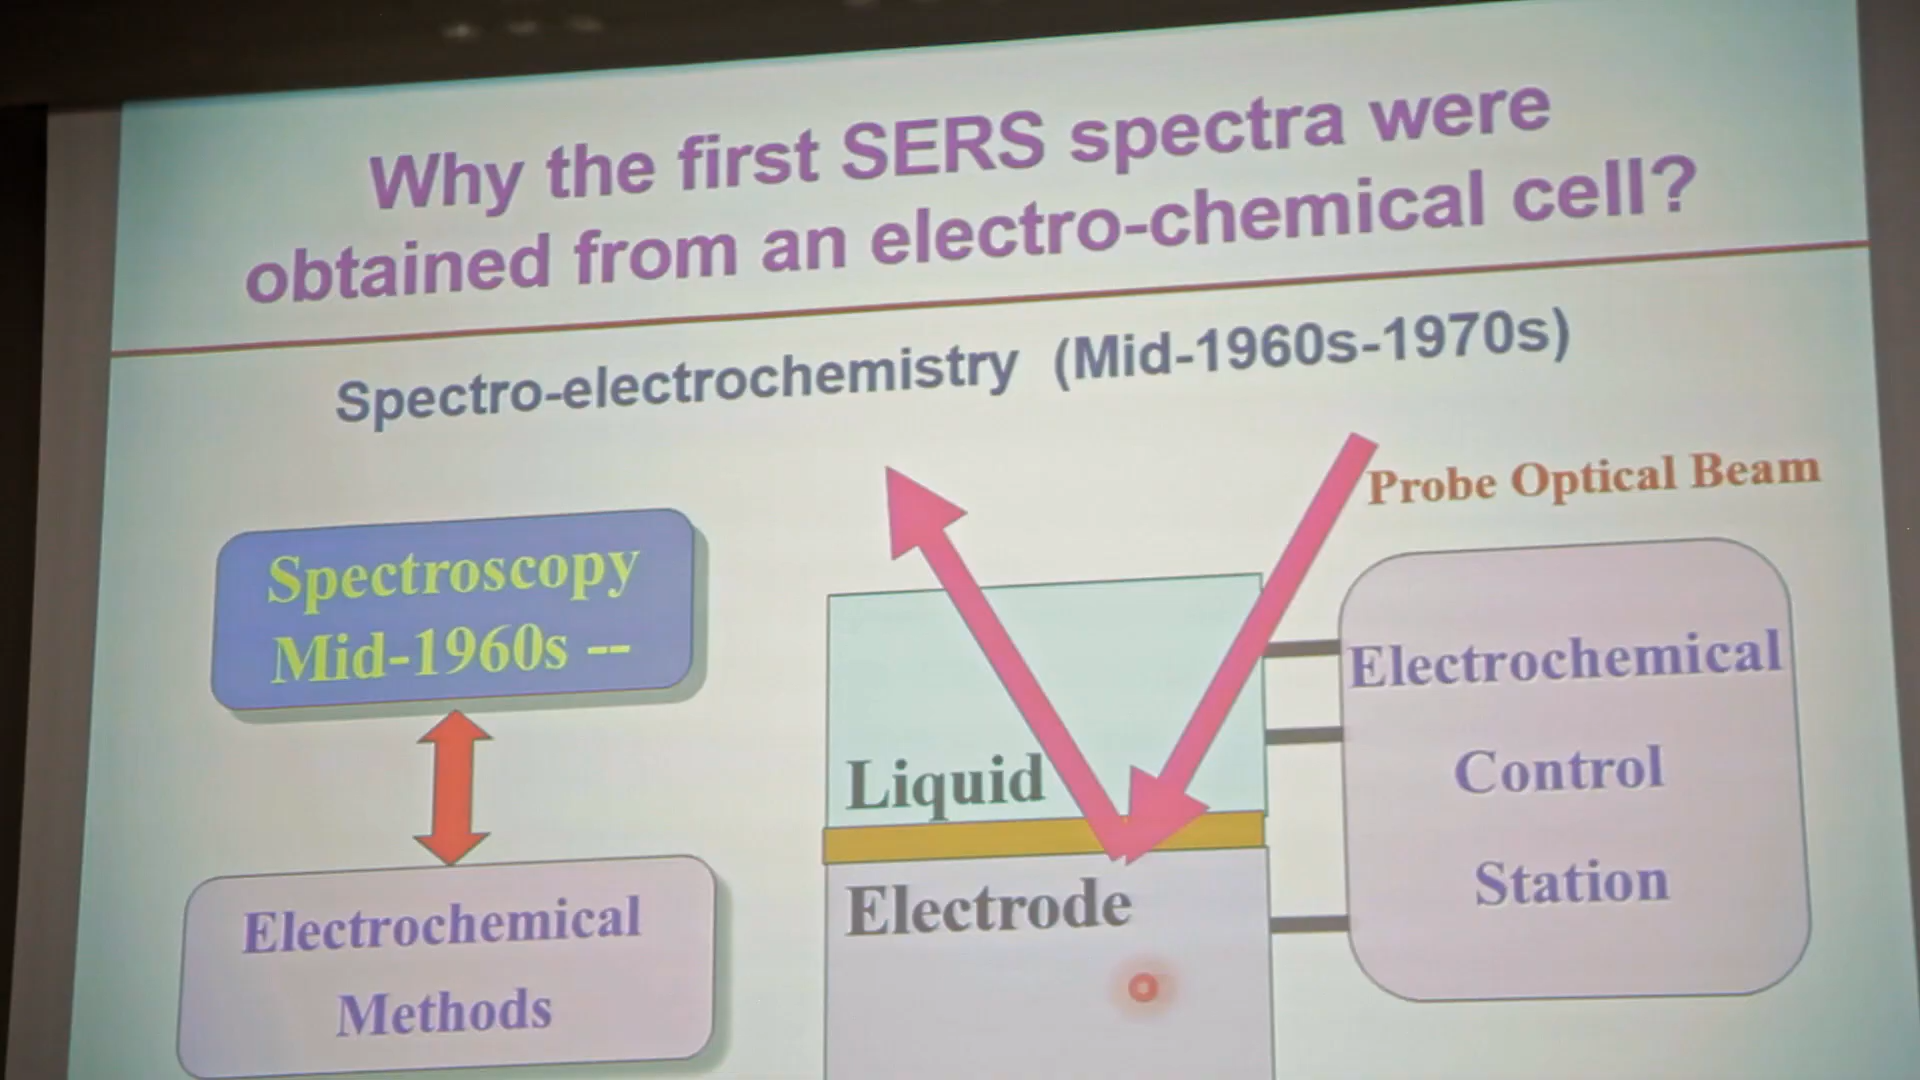 Why the first SERS spectra were
obtained from an electro-chemical cell?
Spectro-electrochemistry (Mid-1960s-1970s)
Probe Optical Beam
Spectroscopy
Mid-1960s --
Electrochemical
Methods
Liquid
Electrode
Electrochemical
Control
Station